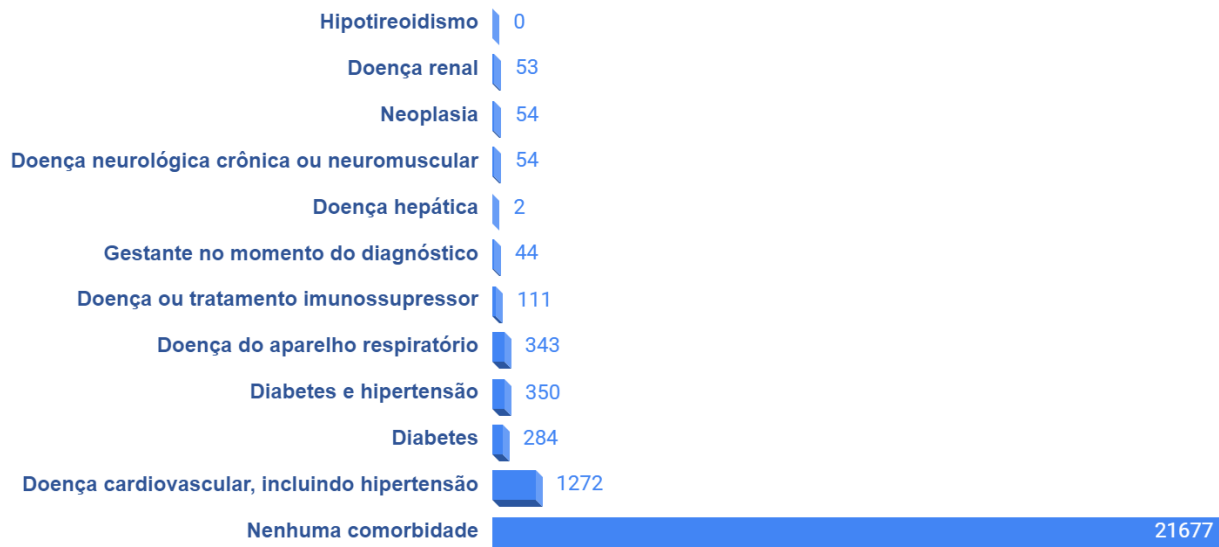 Hipotireoidismo 0
Doença renal 53
Neoplasia 54
Doença neurológica crônica ou neuromuscular 54
Doença hepática 2
Gestante no momento do diagnóstico 44
Doença ou tratamento imunossupressor 111
Doença do aparelho respiratório 343
Diabetes e hipertensão 350
Diabetes 284
Doença cardiovascular, incluindo hipertensão 1272
Nenhuma comorbidade 21677